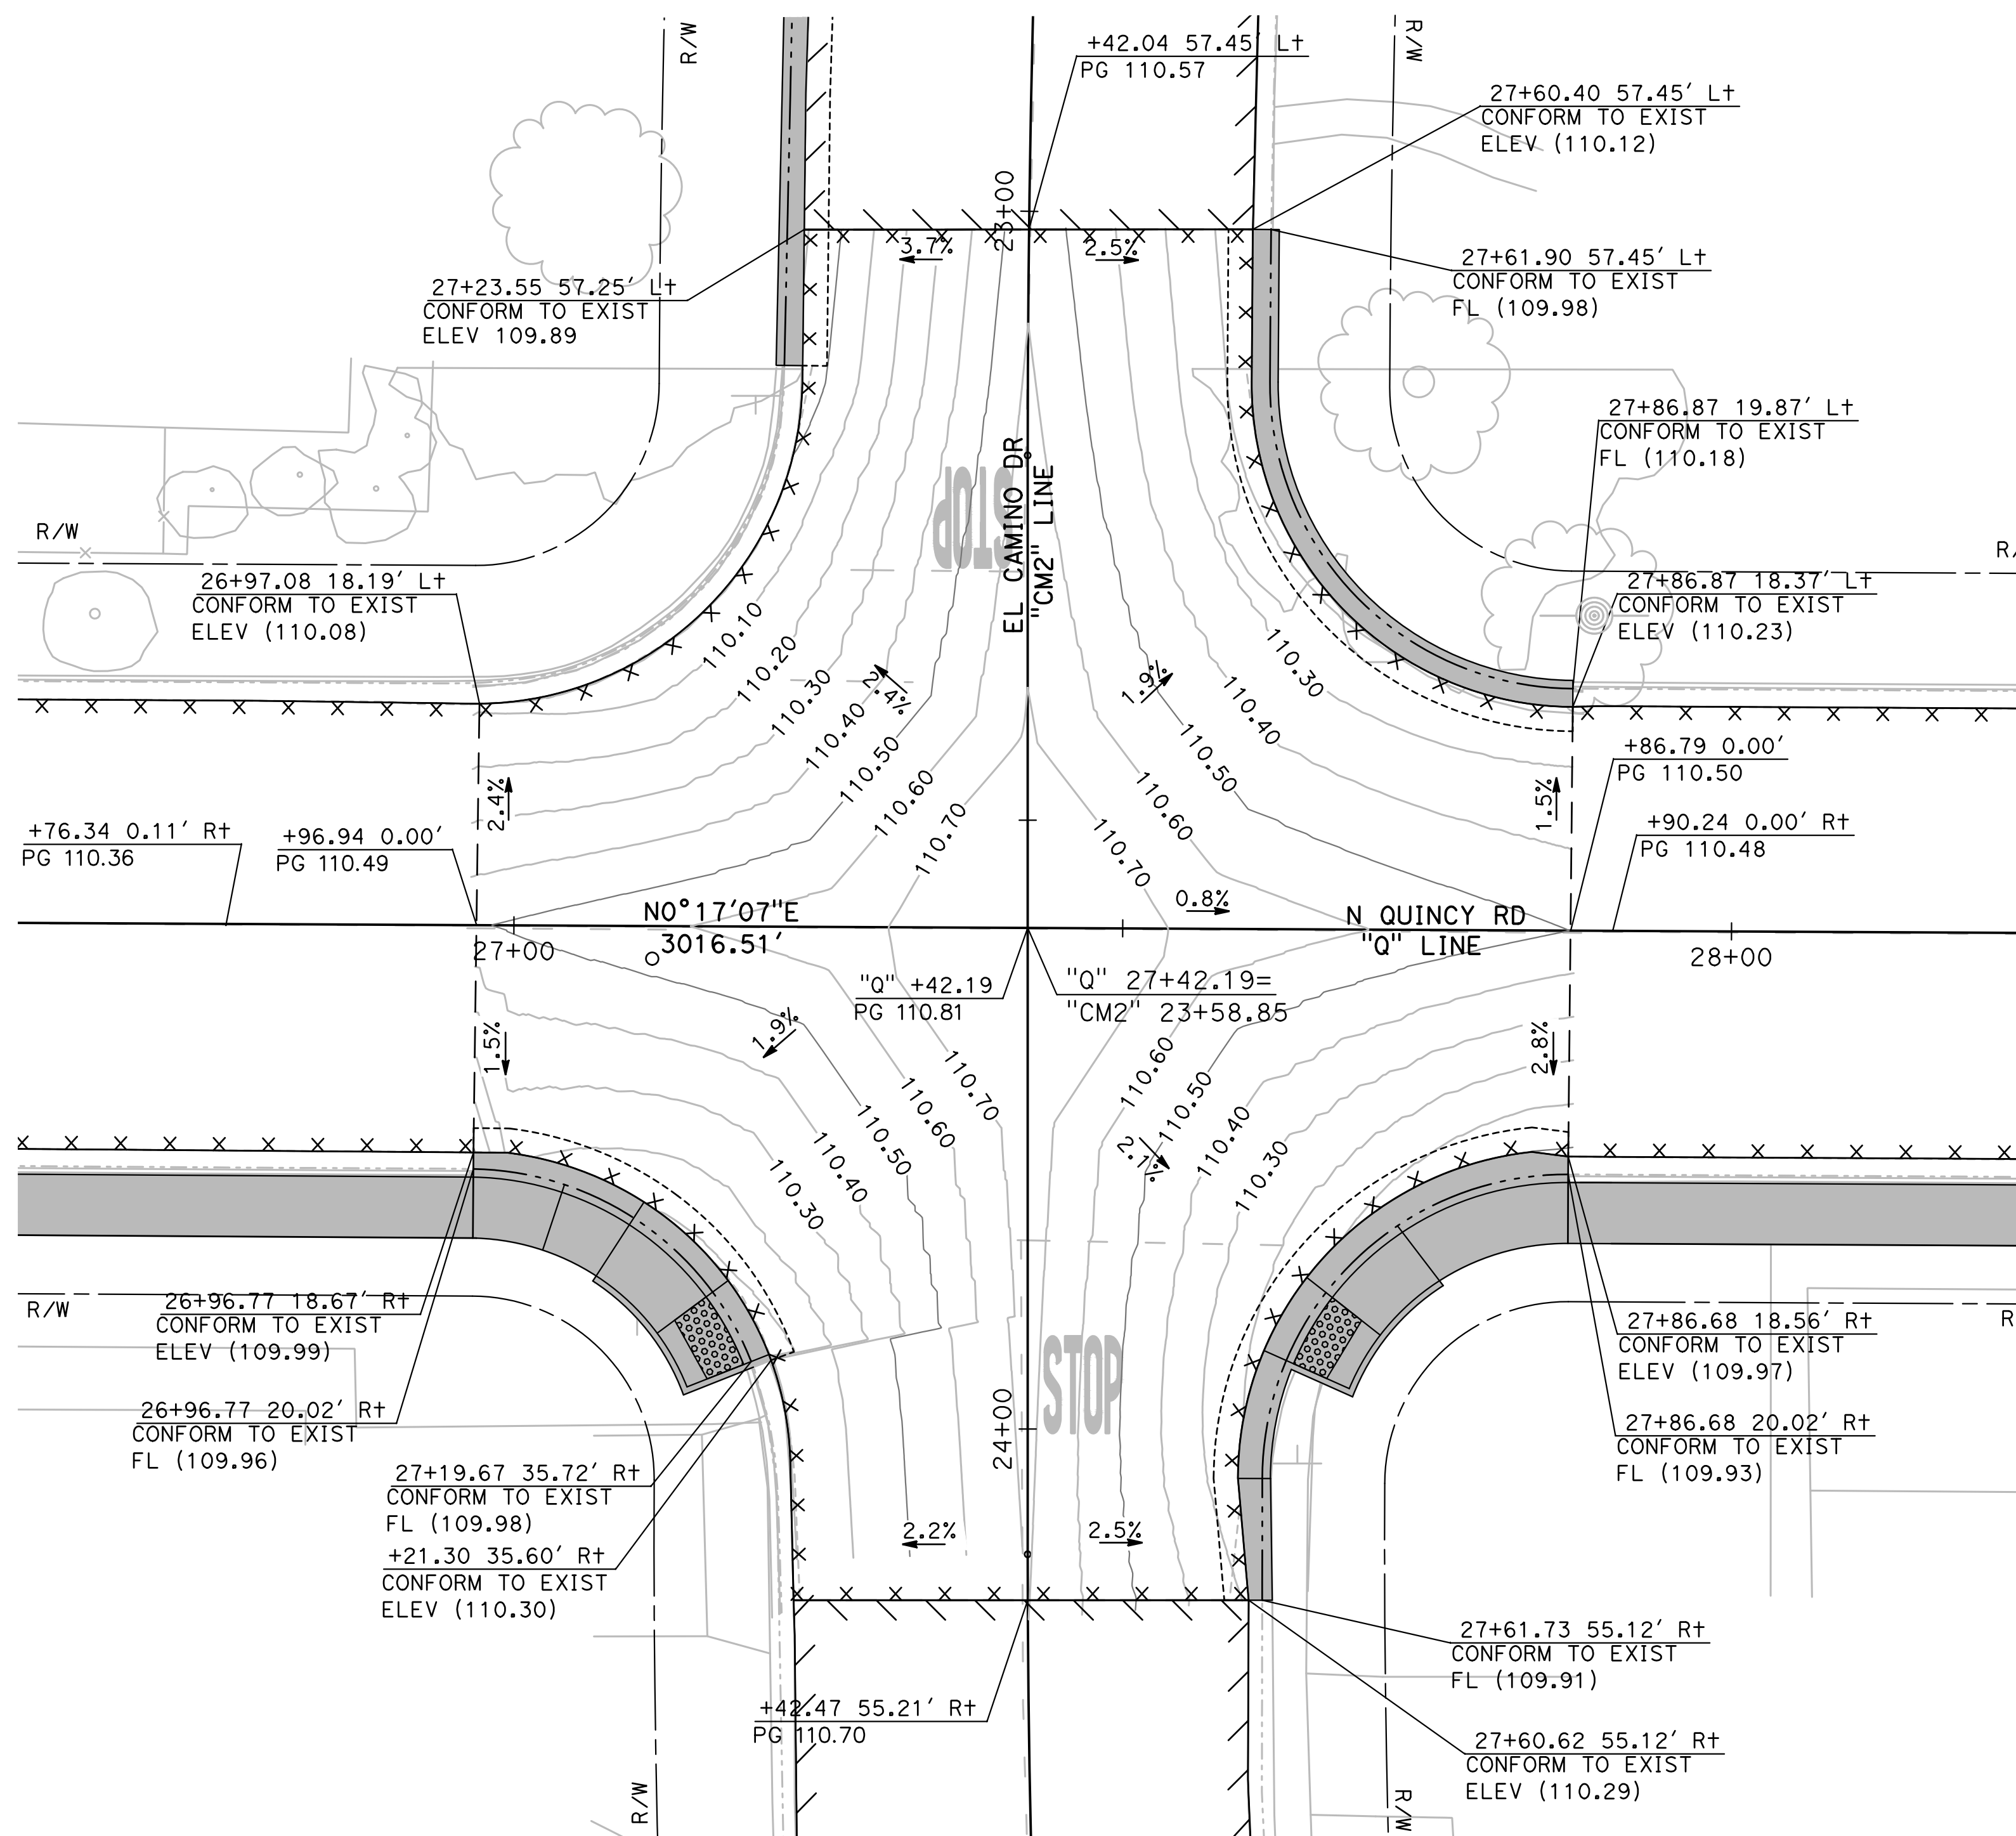 R/W
R/W
+42.04 57.45' Lt
PG 110.57
27+60.40 57.45' Lt
CONFORM TO EXIST
ELEV (110.12)
23+00
3.7%
2.5%
27+61.90 57.45' Lt
CONFORM TO EXIST
FL (109.98)
27+23.55 57.25' Lt
CONFORM TO EXIST
ELEV 109.89
27+86.87 19.87' Lt
CONFORM TO EXIST
FL (110.18)
STOP
EL CAMINO DR
"CM2" LINE
R/W
26+97.08 18.19' Lt
CONFORM TO EXIST
ELEV (110.08)
27+86.87 18.37' Lt
CONFORM TO EXIST
ELEV (110.23)
110.10
110.20
110.30
110.40
110.50
110.60
110.70
2.4%
1.9%
110.30
110.40
110.50
110.60
110.70
2.4%
1.5%
+86.79 0.00'
PG 110.50
+76.34 0.11' Rt
PG 110.36
+96.94 0.00'
PG 110.49
+90.24 0.00' Rt
PG 110.48
0.8%
N0°17'07"E
3016.51'
N QUINCY RD
"Q" LINE
27+00
28+00
"Q" +42.19
PG 110.81
"Q" 27+42.19=
"CM2" 23+58.85
1.5%
1.9%
2.8%
2.1%
110.70
110.60
110.50
110.40
110.30
110.60
110.50
110.40
110.30
R/W
26+96.77 18.67' Rt
CONFORM TO EXIST
ELEV (109.99)
27+86.68 18.56' Rt
CONFORM TO EXIST
ELEV (109.97)
STOP
24+00
26+96.77 20.02' Rt
CONFORM TO EXIST
FL (109.96)
27+86.68 20.02' Rt
CONFORM TO EXIST
FL (109.93)
27+19.67 35.72' Rt
CONFORM TO EXIST
FL (109.98)
2.2%
2.5%
+21.30 35.60' Rt
CONFORM TO EXIST
ELEV (110.30)
27+61.73 55.12' Rt
CONFORM TO EXIST
FL (109.91)
+42.47 55.21' Rt
PG 110.70
27+60.62 55.12' Rt
CONFORM TO EXIST
ELEV (110.29)
R/W
R/W